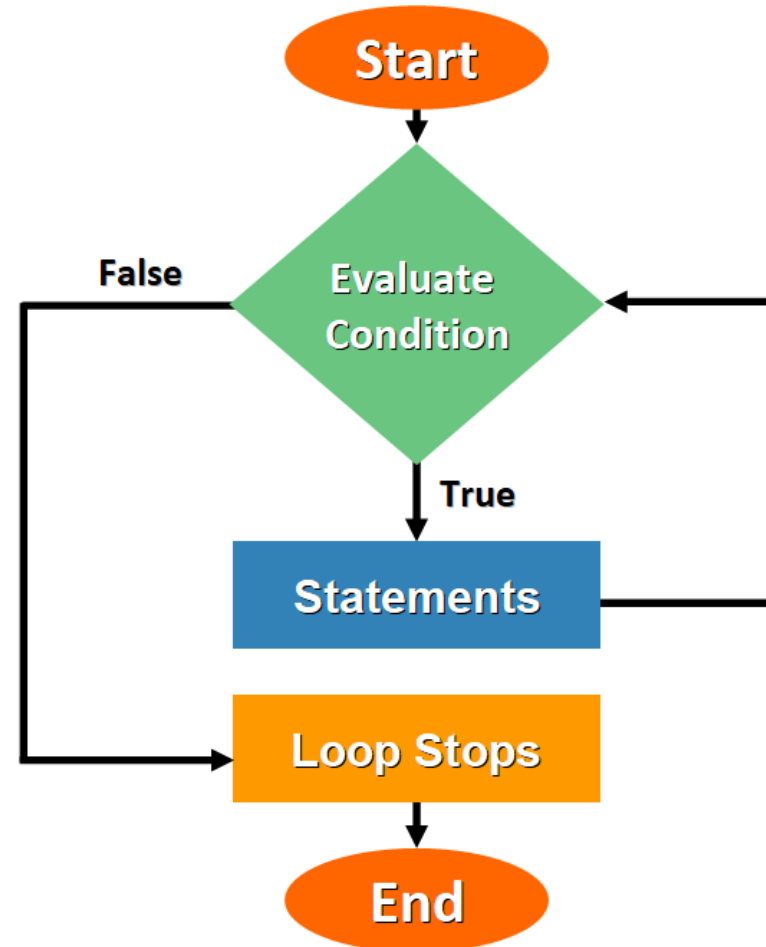 Start
False
Evaluate
Condition
True
Statements
Loop Stops
End